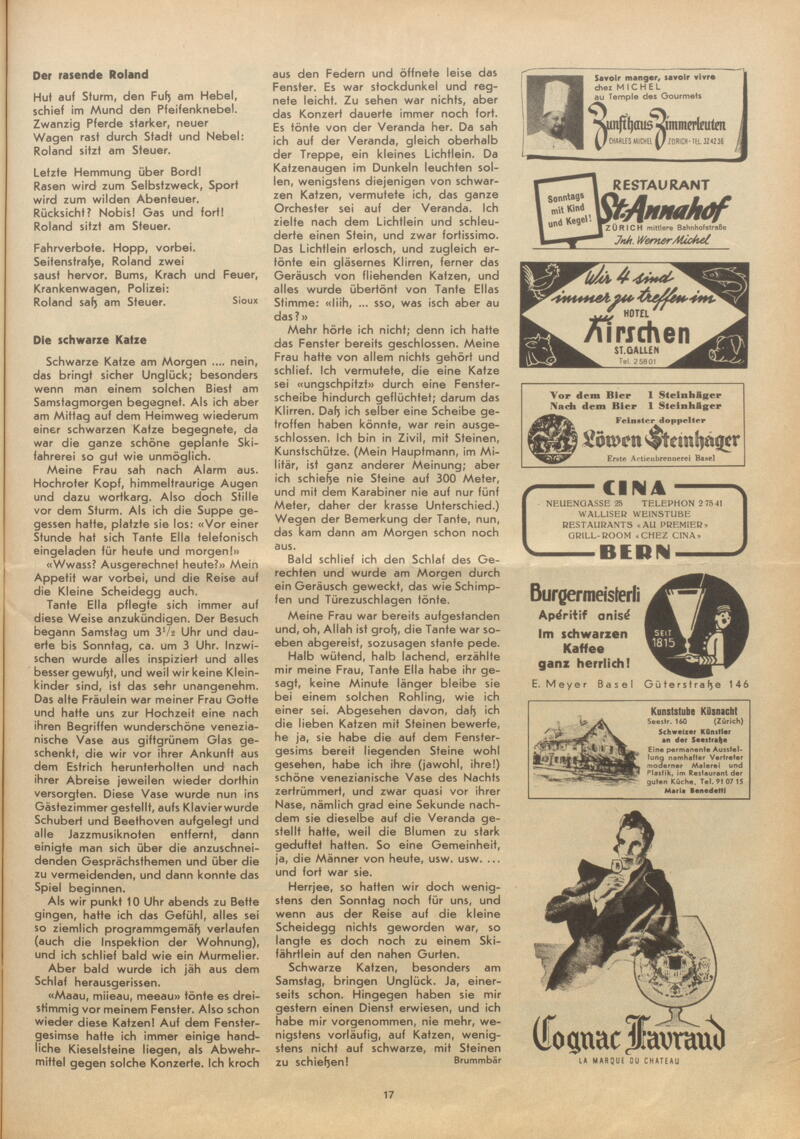 Der rasende Roland
Hut auf Sturm, den Fuß am Hebel,
schief im Mund den Pfeifenknebel.
Zwanzig Pferde starker, neuer
Wagen rast durch Stadt und Nebel:
Roland sitzt am Steuer.
Letzte Hemmung über Bord!
Rasen wird zum Selbstzweck, Sport
wird zum wilden Abenteuer.
Rücksicht? Nobis! Gas und fort!
Roland sitzt am Steuer.
Fahrverbote. Hopp, vorbei.
Seitenstraße, Roland zwei
saust hervor. Bums, Krach und Feuer,
Krankenwagen, Polizei:
Roland saß am Steuer. Sioux
Die schwarze Katze
Schwarze Katze am Morgen .... nein,
das bringt sicher Unglück; besonders
wenn man einem solchen Biest am
Samstagmorgen begegnet. Als ich aber
am Mittag auf dem Heimweg wiederum
einer schwarzen Katze begegnete, da
war die ganze schöne geplante Ski-
fahrerei so gut wie unmöglich.
Meine Frau sah nach Alarm aus.
Hochroter Kopf, himmeltraurige Augen
und dazu wortkarg. Also doch Stille
vor dem Sturm. Als ich die Suppe ge-
gessen hatte, platzte sie los: «Vor einer
Stunde hat sich Tante Ella telefonisch
eingeladen für heute und morgen!»
«Wwass? Ausgerechnet heute?» Mein
Appetit war vorbei, und die Reise auf
die Kleine Scheidegg auch.
Tante Ella pflegte sich immer auf
diese Weise anzukündigen. Der Besuch
begann Samstag um 3½ Uhr und dau-
erte bis Sonntag, ca. um 3 Uhr. Inzwi-
schen wurde alles inspiziert und alles
besser gewußt, und weil wir keine Klein-
kinder sind, ist das sehr unangenehm.
Das alte Fräulein war meiner Frau Gotte
und hatte uns zur Hochzeit eine nach
ihren Begriffen wunderschöne venezia-
nische Vase aus giftgrünem Glas ge-
schenkt, die wir vor ihrer Ankunft aus
dem Estrich herunterholten und nach
ihrer Abreise jeweilen wieder dorthin
versorgten. Diese Vase wurde nun ins
Gästezimmer gestellt, aufs Klavier wurde
Schubert und Beethoven aufgelegt und
alle Jazzmusiknoten entfernt, dann
einigte man sich über die anzuschnei-
denden Gesprächsthemen und über die
zu vermeidenden, und dann konnte das
Spiel beginnen.
Als wir punkt 10 Uhr abends zu Bette
gingen, hatte ich das Gefühl, alles sei
so ziemlich programmgemäß verlaufen
(auch die Inspektion der Wohnung),
und ich schlief bald wie ein Murmelier.
Aber bald wurde ich jäh aus dem
Schlaf herausgerissen.
«Maau, miieau, meeau» tönte es drei-
stimmig vor meinem Fenster. Also schon
wieder diese Katzen! Auf dem Fenster-
gesimse hatte ich immer einige hand-
liche Kieselsteine liegen, als Abwehr-
mittel gegen solche Konzerte. Ich kroch
aus den Federn und öffnete leise das
Fenster. Es war stockdunkel und reg-
nete leicht. Zu sehen war nichts, aber
das Konzert dauerte immer noch fort.
Es tönte von der Veranda her. Da sah
ich auf der Veranda, gleich oberhalb
der Treppe, ein kleines Lichtlein. Da
Katzenaugen im Dunkeln leuchten sol-
len, wenigstens diejenigen von schwar-
zen Katzen, vermutete ich, das ganze
Orchester sei auf der Veranda. Ich
zielte nach dem Lichtlein und schleu-
derte einen Stein, und zwar fortissimo.
Das Lichtlein erlosch, und zugleich er-
tönte ein gläsernes Klirren, ferner das
Geräusch von fliehenden Katzen, und
alles wurde übertönt von Tante Ellas
Stimme: «Iiih, ... sso, was isch aber au
das?»
Mehr hörte ich nicht; denn ich hatte
das Fenster bereits geschlossen. Meine
Frau hatte von allem nichts gehört und
schlief. Ich vermutete, die eine Katze
sei «ungschpitzt» durch eine Fenster-
scheibe hindurch geflüchtet; darum das
Klirren. Daß ich selber eine Scheibe ge-
troffen haben könnte, war rein ausge-
schlossen. Ich bin in Zivil, mit Steinen,
Kunstschütze. (Mein Hauptmann, im Mi-
litär, ist ganz anderer Meinung; aber
ich schieße nie Steine auf 300 Meter,
und mit dem Karabiner nie auf nur fünf
Meter, daher der krasse Unterschied.)
Wegen der Bemerkung der Tante, nun,
das kam dann am Morgen schon noch
aus.
Bald schlief ich den Schlaf des Ge-
rechten und wurde am Morgen durch
ein Geräusch geweckt, das wie Schimp-
fen und Türezuschlagen tönte.
Meine Frau war bereits aufgestanden
und, oh, Allah ist groß, die Tante war so-
eben abgereist, sozusagen stante pede.
Halb wütend, halb lachend, erzählte
mir meine Frau, Tante Ella habe ihr ge-
sagt, keine Minute länger bleibe sie
bei einem solchen Rohling, wie ich
einer sei. Abgesehen davon, daß ich
die lieben Katzen mit Steinen bewerfe,
he ja, sie habe die auf dem Fenster-
gesims bereit liegenden Steine wohl
gesehen, habe ich ihre (jawohl, ihre!)
schöne venezianische Vase des Nachts
zertrümmert, und zwar quasi vor ihrer
Nase, nämlich grad eine Sekunde nach-
dem sie dieselbe auf die Veranda ge-
stellt hatte, weil die Blumen zu stark
geduftet hatten. So eine Gemeinheit,
ja, die Männer von heute, usw. usw. ...
und fort war sie.
Herrjee, so hatten wir doch wenig-
stens den Sonntag noch für uns, und
wenn aus der Reise auf die kleine
Scheidegg nichts geworden war, so
langte es doch noch zu einem Ski-
fährtlein auf den nahen Gurten.
Schwarze Katzen, besonders am
Samstag, bringen Unglück. Ja, einer-
seits schon. Hingegen haben sie mir
gestern einen Dienst erwiesen, und ich
habe mir vorgenommen, nie mehr, we-
nigstens vorläufig, auf Katzen, wenig-
stens nicht auf schwarze, mit Steinen
zu schießen! Brummbär
Savoir manger, savoir vivre
chez MICHEL
au Temple des Gourmets
Zunfthaus Zimmerleuten
CHARLES MICHEL ZÜRICH - TEL. 32 42 36
Sonntags
mit Kind
und Kegel!
RESTAURANT
St. Annahof
ZÜRICH mittlere Bahnhofstraße
Inh. Werner Michel
Wir 4 sind
immer zu treffen im
HOTEL
Kirschen
ST. GALLEN
Tel. 2 58 01
Vor dem Bier 1 Steinhäger
Nach dem Bier 1 Steinhäger
Feinster doppelter
Löwen Steinhäger
Erste Actienbrennerei Basel
CINA
NEUENGASSE 25 TELEPHON 2 75 41
WALLISER WEINSTUBE
RESTAURANTS «AU PREMIER»
GRILL-ROOM «CHEZ CINA»
BERN
Burgermeisterli
Apéritif anisé
Im schwarzen
Kaffee
ganz herrlich!
SEIT
1815
E. Meyer Basel Güterstraße 146
Kunststube Küsnacht
Seestr. 160 (Zürich)
Schweizer Künstler
an der Seestraße
Eine permanente Ausstel-
lung namhafter Vertreter
moderner Malerei und
Plastik, im Restaurant der
guten Küche. Tel. 91 07 15
Maria Benedetti
Cognac Favraud
LA MARQUE DU CHATEAU
17